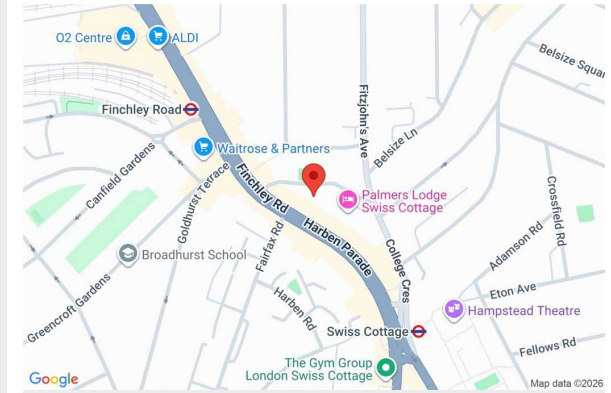 O2 Centre
ALDI
Belsize Squar
Finchley Road
Fitzjohn's Ave
Belsize Ln
Waitrose & Partners
Canfield Gardens
Goldhurst Terrace
Finchley Rd
Palmers Lodge
Swiss Cottage
Crossfield Rd
Harben Parade
Fairfax Rd
Adamson Rd
Broadhurst School
College Cres
Eton Ave
Greencroft Gardens
Harben Rd
Hampstead Theatre
Swiss Cottage
Fellows Rd
The Gym Group
London Swiss Cottage
Google
Map data ©2026